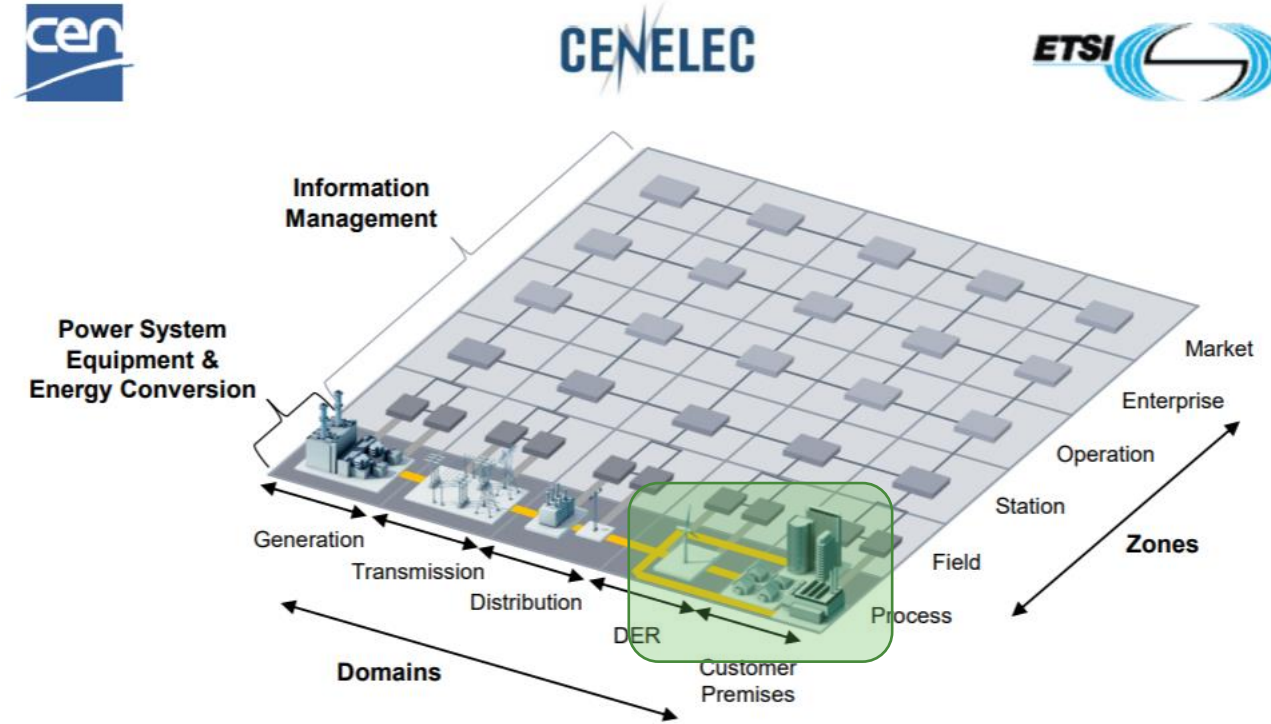 cen
CENELEC
ETSI
Information
Management
Power System
Equipment &
Energy Conversion
Market
Enterprise
Operation
Station
Field
Process
Zones
Generation
Transmission
Distribution
DER
Customer
Premises
Domains